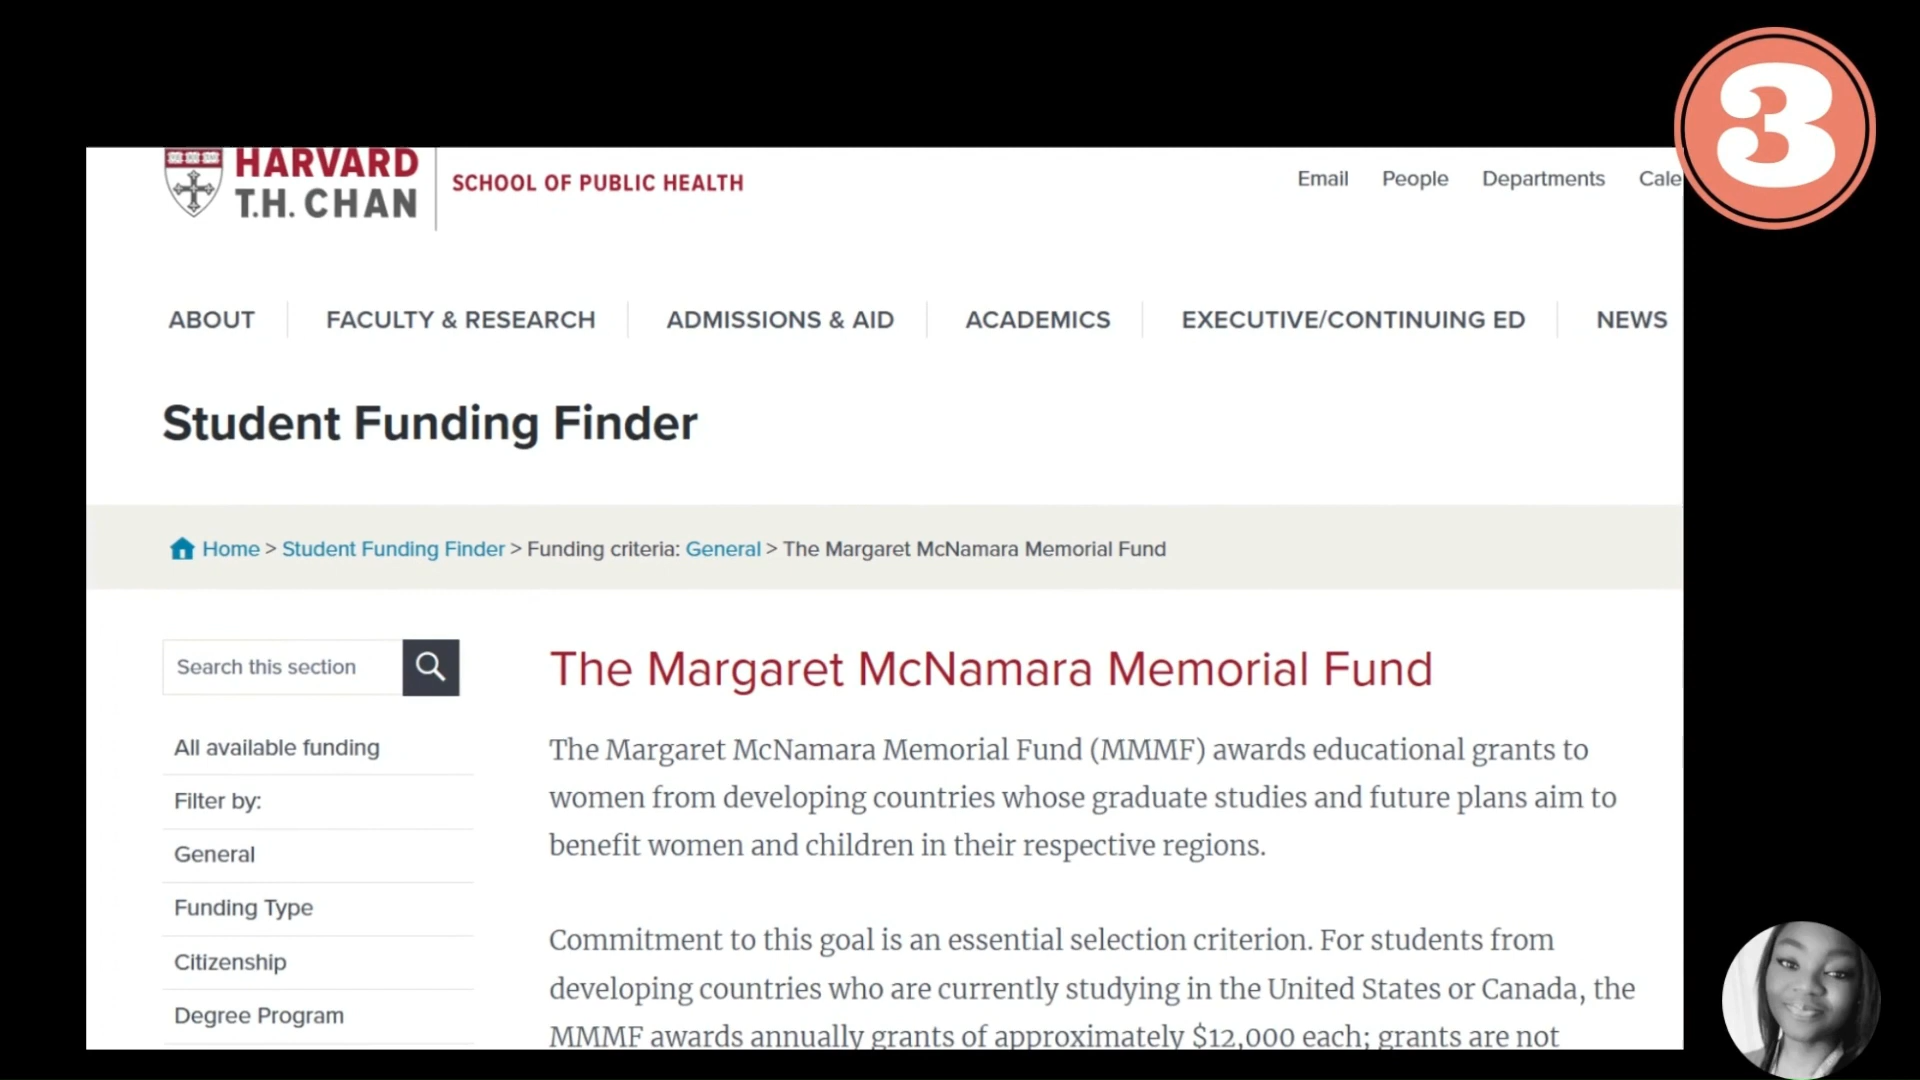 3
HARVARD
T.H. CHAN
SCHOOL OF PUBLIC HEALTH
Email People Departments Cale
ABOUT FACULTY & RESEARCH ADMISSIONS & AID ACADEMICS EXECUTIVE/CONTINUING ED NEWS
Student Funding Finder
Home > Student Funding Finder > Funding criteria: General > The Margaret McNamara Memorial Fund
Search this section
All available funding
Filter by:
General
Funding Type
Citizenship
Degree Program
The Margaret McNamara Memorial Fund
The Margaret McNamara Memorial Fund (MMMF) awards educational grants to
women from developing countries whose graduate studies and future plans aim to
benefit women and children in their respective regions.
Commitment to this goal is an essential selection criterion. For students from
developing countries who are currently studying in the United States or Canada, the
MMMF awards annually grants of approximately $12,000 each; grants are not